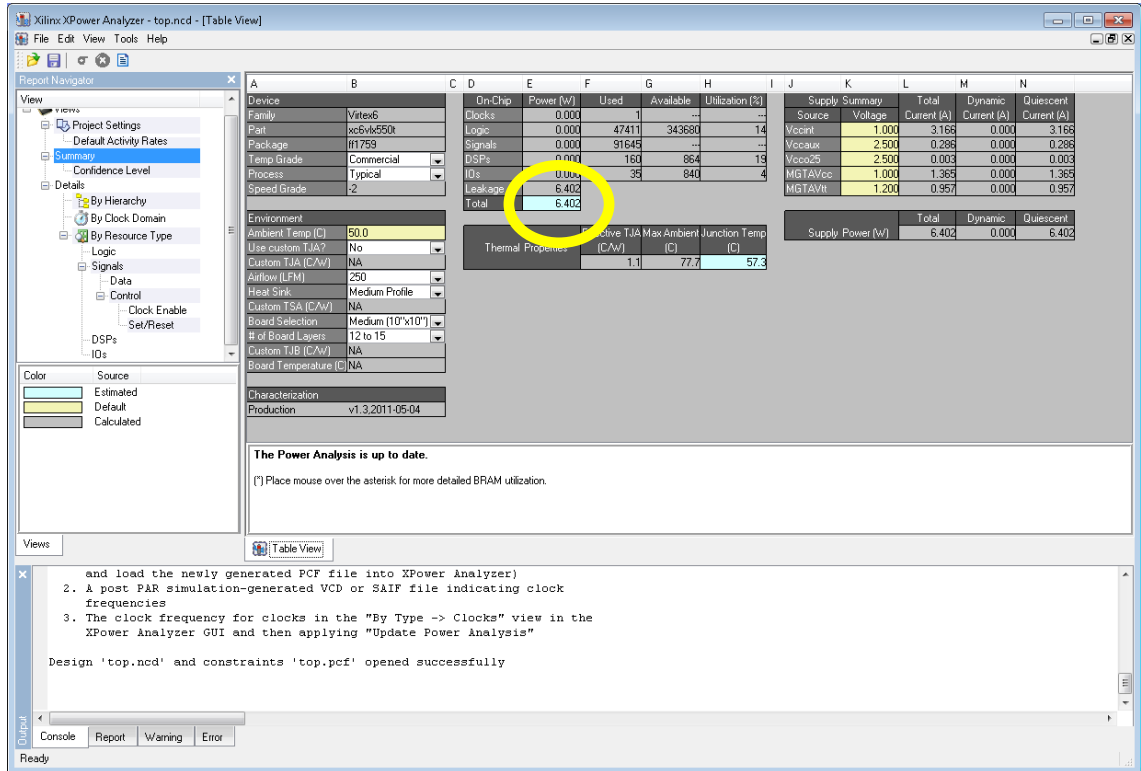 Xilinx XPower Analyzer - top.ncd - [Table View]
File Edit View Tools Help
Report Navigator
View
Views
Project Settings
Default Activity Rates
Summary
Confidence Level
Details
By Hierarchy
By Clock Domain
By Resource Type
Logic
Signals
Data
Control
Clock Enable
Set/Reset
DSPs
IOs
Color Source
Estimated
Default
Calculated
Views
A B C D E F G H I J K L M N
Device
Family Virtex6
Part xc6vlx550t
Package ff1759
Temp Grade Commercial
Process Typical
Speed Grade -2
Environment
Ambient Temp (C) 50.0
Use custom TJA? No
Custom TJA (C/W) NA
Airflow (LFM) 250
Heat Sink Medium Profile
Custom TSA (C/W) NA
Board Selection Medium (10"x10")
# of Board Layers 12 to 15
Custom TJB (C/W) NA
Board Temperature (C) NA
Characterization
Production v1.3,2011-05-04
On-Chip Power (W) Used Available Utilization (%)
Clocks 0.000 1 --- ---
Logic 0.000 47411 343680 14
Signals 0.000 91645 --- ---
DSPs 0.000 160 864 19
IOs 0.000 35 840 4
Leakage 6.402
Total 6.402
TJA Max Ambient Junction Temp
Thermal Properties (C/W) (C) (C)
1.1 77.7 57.3
Supply Summary Total Dynamic Quiescent
Source Voltage Current (A) Current (A) Current (A)
Vccint 1.000 3.166 0.000 3.166
Vccaux 2.500 0.286 0.000 0.286
Vcco25 2.500 0.003 0.000 0.003
MGTAVcc 1.000 1.365 0.000 1.365
MGTAVtt 1.200 0.957 0.000 0.957
Total Dynamic Quiescent
Supply Power (W) 6.402 0.000 6.402
The Power Analysis is up to date.
(*) Place mouse over the asterisk for more detailed BRAM utilization.
Table View
and load the newly generated PCF file into XPower Analyzer)
2. A post PAR simulation-generated VCD or SAIF file indicating clock
frequencies
3. The clock frequency for clocks in the "By Type -> Clocks" view in the
XPower Analyzer GUI and then applying "Update Power Analysis"
Design 'top.ncd' and constraints 'top.pcf' opened successfully
Output
Console Report Warning Error
Ready